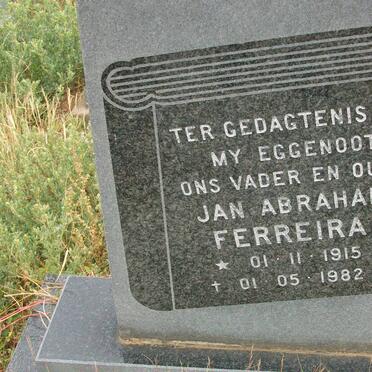 TER GEDAGTENIS
MY EGGENOOT
ONS VADER EN OU
JAN ABRAHA
FERREIRA
★ 01·11·1915
† 01·05·1982